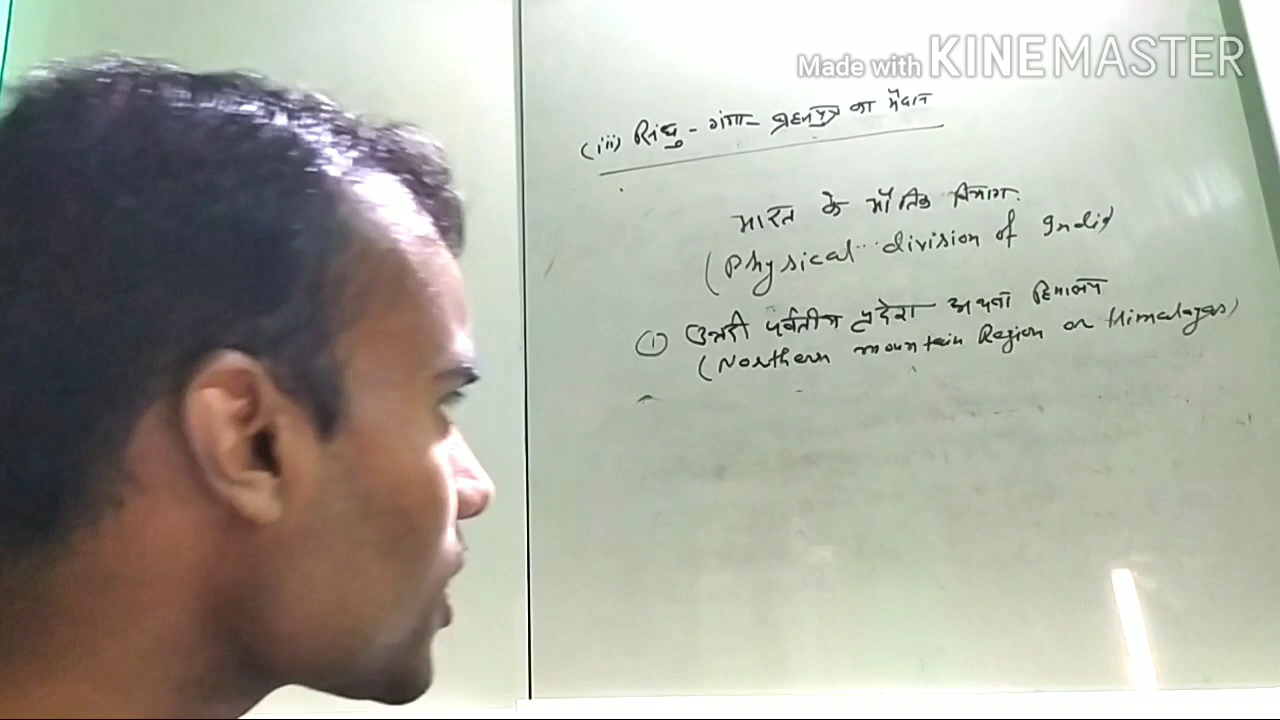 Made with KINEMASTER
(iii) सिंधु - गंगा - ब्रह्मपुत्र का मैदान
भारत के भौतिक विभाग.
(Physical division of India)
① उत्तरी पर्वतीय प्रदेश अथवा हिमालय
(Northern mountain Region or Himalayas)